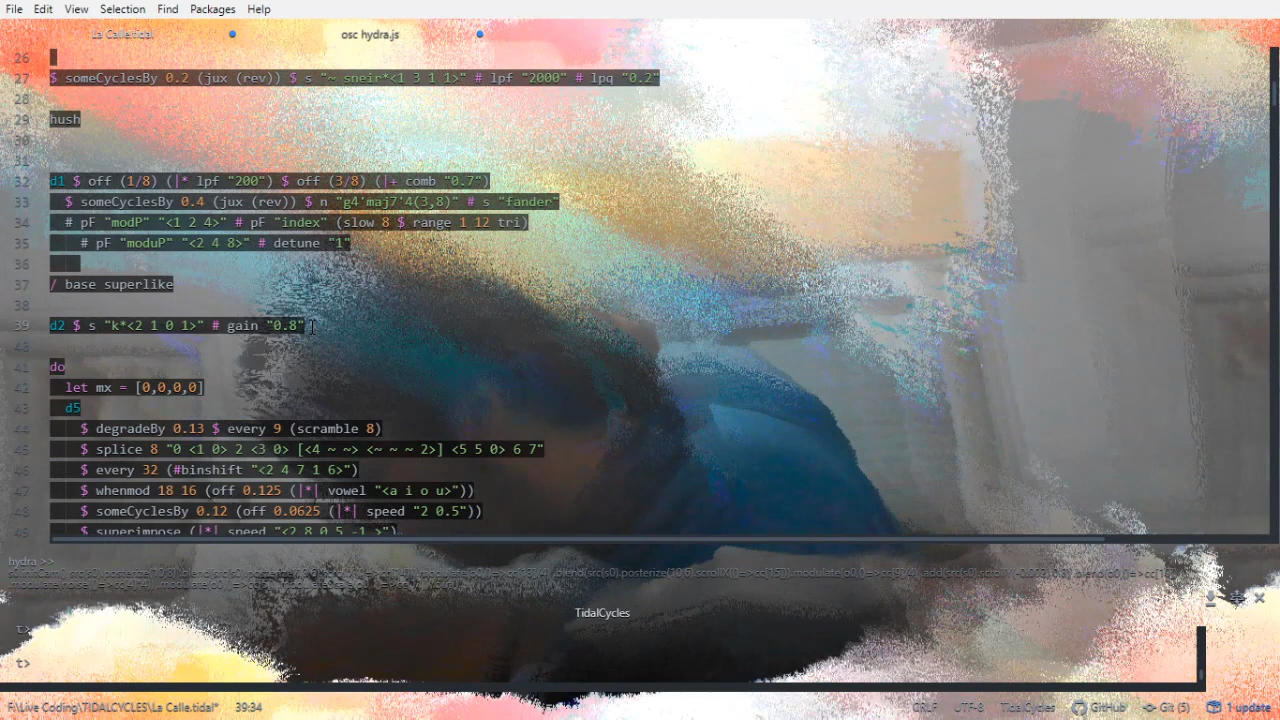 File Edit View Selection Find Packages Help
La Calle.tidal osc hydra.js
26
27 $ someCyclesBy 0.2 (jux (rev)) $ s "~ sneir*<1 3 1 1>" # lpf "2000" # lpq "0.2"
28
29 hush
30
31
32 d1 $ off (1/8) (|* lpf "200") $ off (3/8) (|+ comb "0.7")
33 $ someCyclesBy 0.4 (jux (rev)) $ n "g4'maj7'4(3,8)" # s "fander"
34 # pF "modP" "<1 2 4>" # pF "index" (slow 8 $ range 1 12 tri)
35 # pF "moduP" "<2 4 8>" # detune "1"
36
37 / base superlike
38
39 d2 $ s "k*<2 1 0 1>" # gain "0.8"
40
41 do
42 let mx = [0,0,0,0]
43 d5
44 $ degradeBy 0.13 $ every 9 (scramble 8)
45 $ splice 8 "0 <1 0> 2 <3 0> [<4 ~ ~> <~ ~ ~ 2>] <5 5 0> 6 7"
46 $ every 32 (#binshift "<2 4 7 1 6>")
47 $ whenmod 18 16 (off 0.125 (|*| vowel "<a i o u>"))
48 $ someCyclesBy 0.12 (off 0.0625 (|*| speed "2 0.5"))
49 $ superimpose (|*| speed "<2 8 0.5 -1 >")
hydra >>
TidalCycles
t>
t>
F:\Live Coding\TIDALCYCLES\La Calle.tidal* 39:34 CRLF UTF-8 TidalCycles GitHub Git (5) 1 update